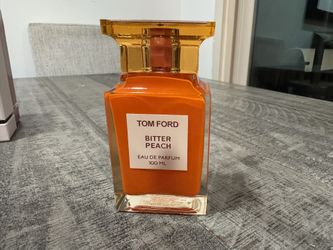 TOM FORD
BITTER
PEACH
EAU DE PARFUM
100 ML